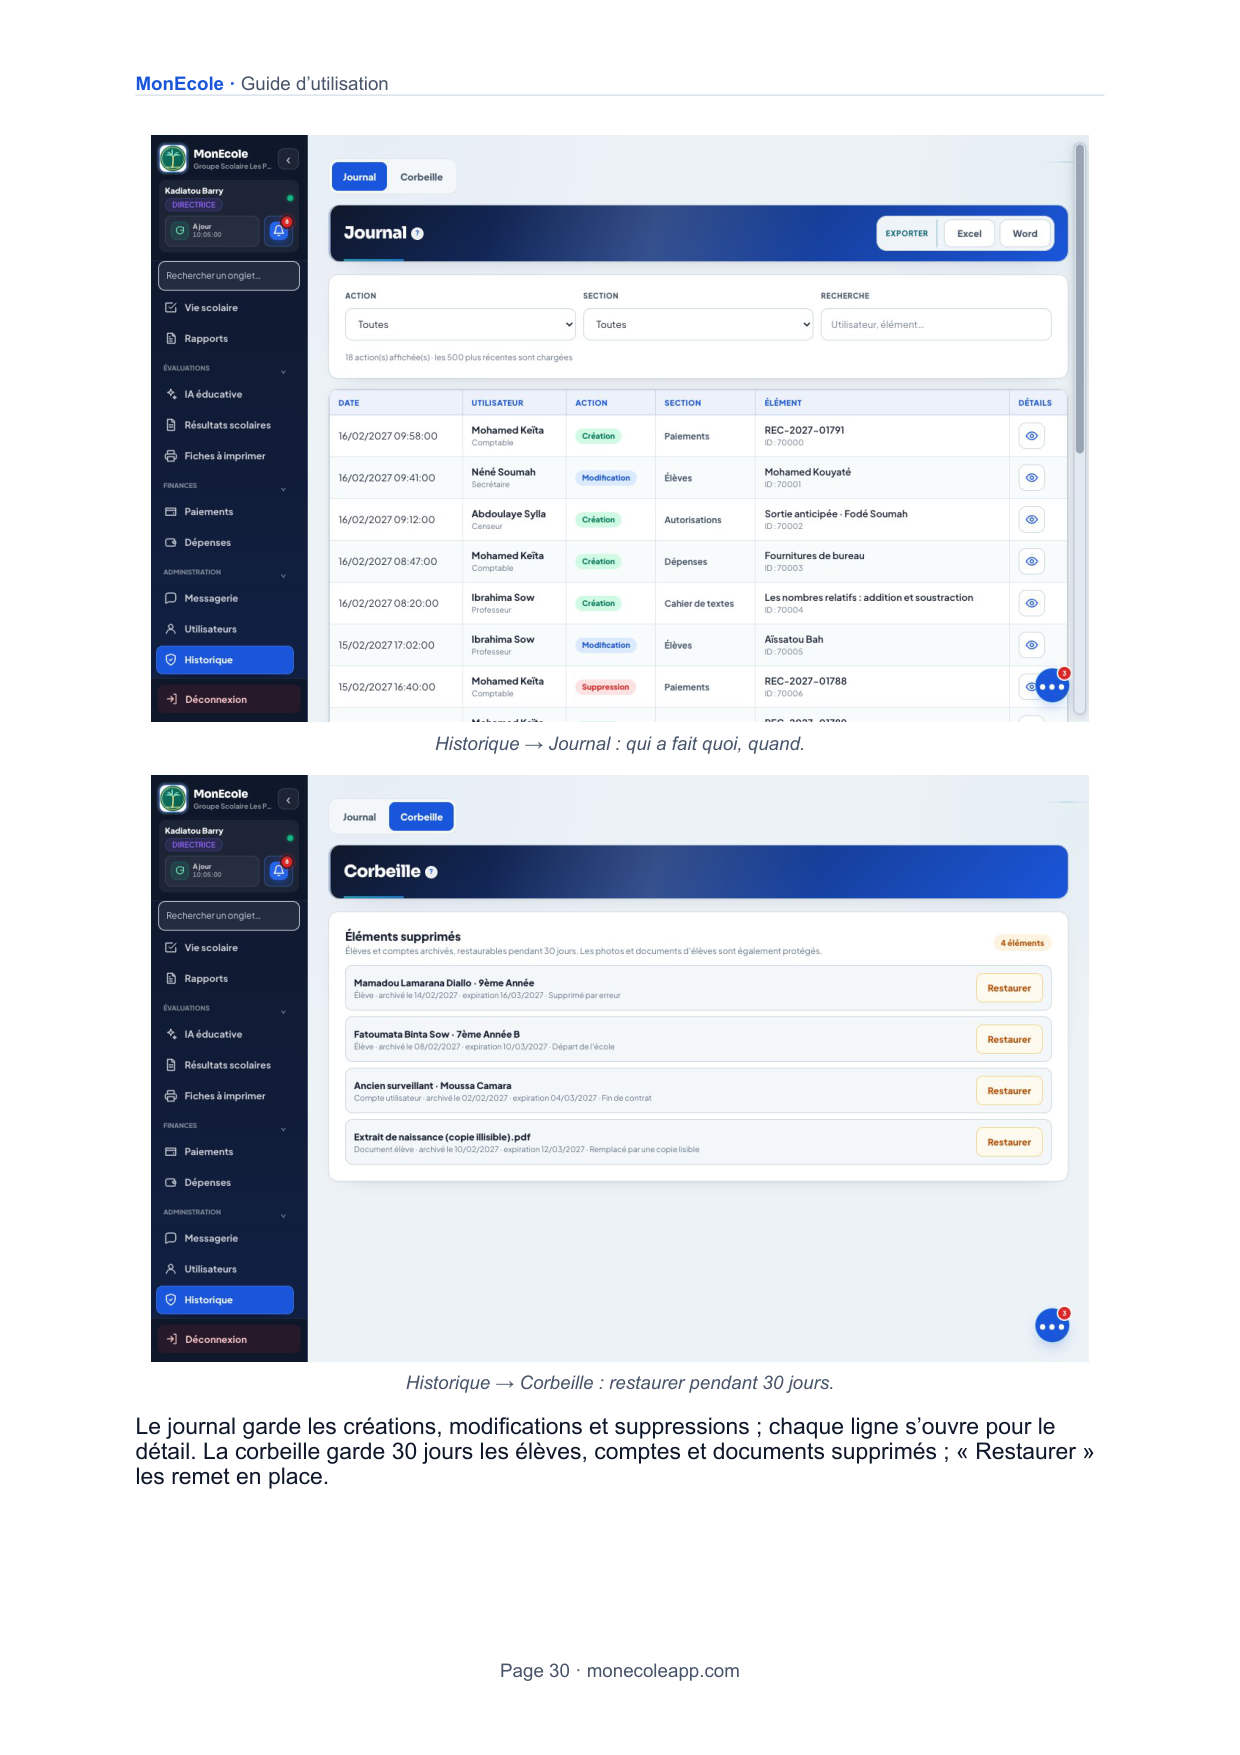 MonEcole · Guide d’utilisation
MonEcole
Groupe Scolaire Les P...
Kadiatou Barry
DIRECTRICE
À jour
10:05:00
6
Rechercher un onglet...
Vie scolaire
Rapports
ÉVALUATIONS
IA éducative
Résultats scolaires
Fiches à imprimer
FINANCES
Paiements
Dépenses
ADMINISTRATION
Messagerie
Utilisateurs
Historique
Déconnexion
Journal Corbeille
Journal ?
EXPORTER Excel Word
ACTION SECTION RECHERCHE
Toutes Toutes Utilisateur, élément...
18 action(s) affichée(s) · les 500 plus récentes sont chargées
DATE UTILISATEUR ACTION SECTION ÉLÉMENT DÉTAILS
16/02/2027 09:58:00 Mohamed Keïta Comptable Création Paiements REC-2027-01791 ID : 70000
16/02/2027 09:41:00 Néné Soumah Secrétaire Modification Élèves Mohamed Kouyaté ID : 70001
16/02/2027 09:12:00 Abdoulaye Sylla Censeur Création Autorisations Sortie anticipée · Fodé Soumah ID : 70002
16/02/2027 08:47:00 Mohamed Keïta Comptable Création Dépenses Fournitures de bureau ID : 70003
16/02/2027 08:20:00 Ibrahima Sow Professeur Création Cahier de textes Les nombres relatifs : addition et soustraction ID : 70004
15/02/2027 17:02:00 Ibrahima Sow Professeur Modification Élèves Aïssatou Bah ID : 70005
15/02/2027 16:40:00 Mohamed Keïta Comptable Suppression Paiements REC-2027-01788 ID : 70006
3
Historique → Journal : qui a fait quoi, quand.
MonEcole
Groupe Scolaire Les P...
Kadiatou Barry
DIRECTRICE
À jour
10:05:00
6
Rechercher un onglet...
Vie scolaire
Rapports
ÉVALUATIONS
IA éducative
Résultats scolaires
Fiches à imprimer
FINANCES
Paiements
Dépenses
ADMINISTRATION
Messagerie
Utilisateurs
Historique
Déconnexion
Journal Corbeille
Corbeille ?
Éléments supprimés
4 éléments
Élèves et comptes archivés, restaurables pendant 30 jours. Les photos et documents d'élèves sont également protégés.
Mamadou Lamarana Diallo · 9ème Année
Élève · archivé le 14/02/2027 · expiration 16/03/2027 · Supprimé par erreur
Restaurer
Fatoumata Binta Sow · 7ème Année B
Élève · archivé le 08/02/2027 · expiration 10/03/2027 · Départ de l'école
Restaurer
Ancien surveillant · Moussa Camara
Compte utilisateur · archivé le 02/02/2027 · expiration 04/03/2027 · Fin de contrat
Restaurer
Extrait de naissance (copie illisible).pdf
Document élève · archivé le 10/02/2027 · expiration 12/03/2027 · Remplacé par une copie lisible
Restaurer
3
Historique → Corbeille : restaurer pendant 30 jours.
Le journal garde les créations, modifications et suppressions ; chaque ligne s’ouvre pour le
détail. La corbeille garde 30 jours les élèves, comptes et documents supprimés ; « Restaurer »
les remet en place.
Page 30 · monecoleapp.com